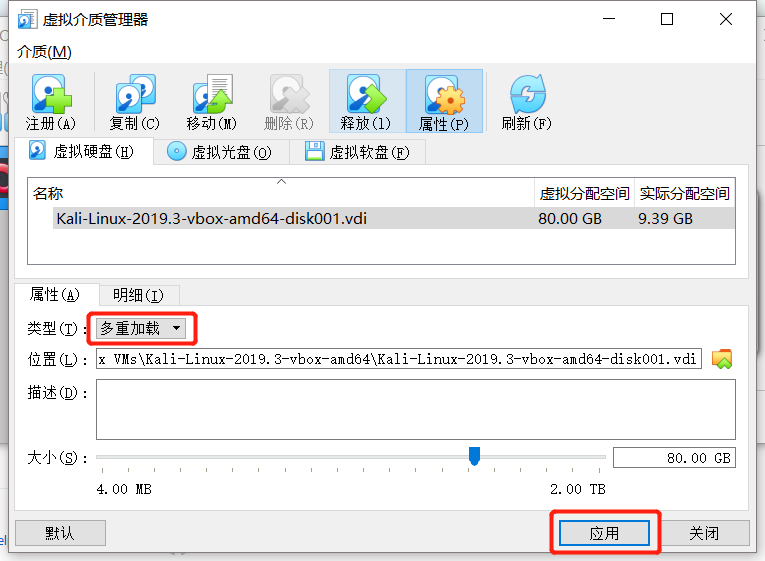 虚拟介质管理器
介质(M)
注册(A) 复制(C) 移动(M) 删除(R) 释放(l) 属性(P) 刷新(F)
虚拟硬盘(H) 虚拟光盘(O) 虚拟软盘(F)
名称 虚拟分配空间 实际分配空间
Kali-Linux-2019.3-vbox-amd64-disk001.vdi 80.00 GB 9.39 GB
属性(A) 明细(I)
类型(T): 多重加载
位置(L): x VMs\Kali-Linux-2019.3-vbox-amd64\Kali-Linux-2019.3-vbox-amd64-disk001.vdi
描述(D):
大小(S): 80.00 GB
4.00 MB 2.00 TB
默认 应用 关闭